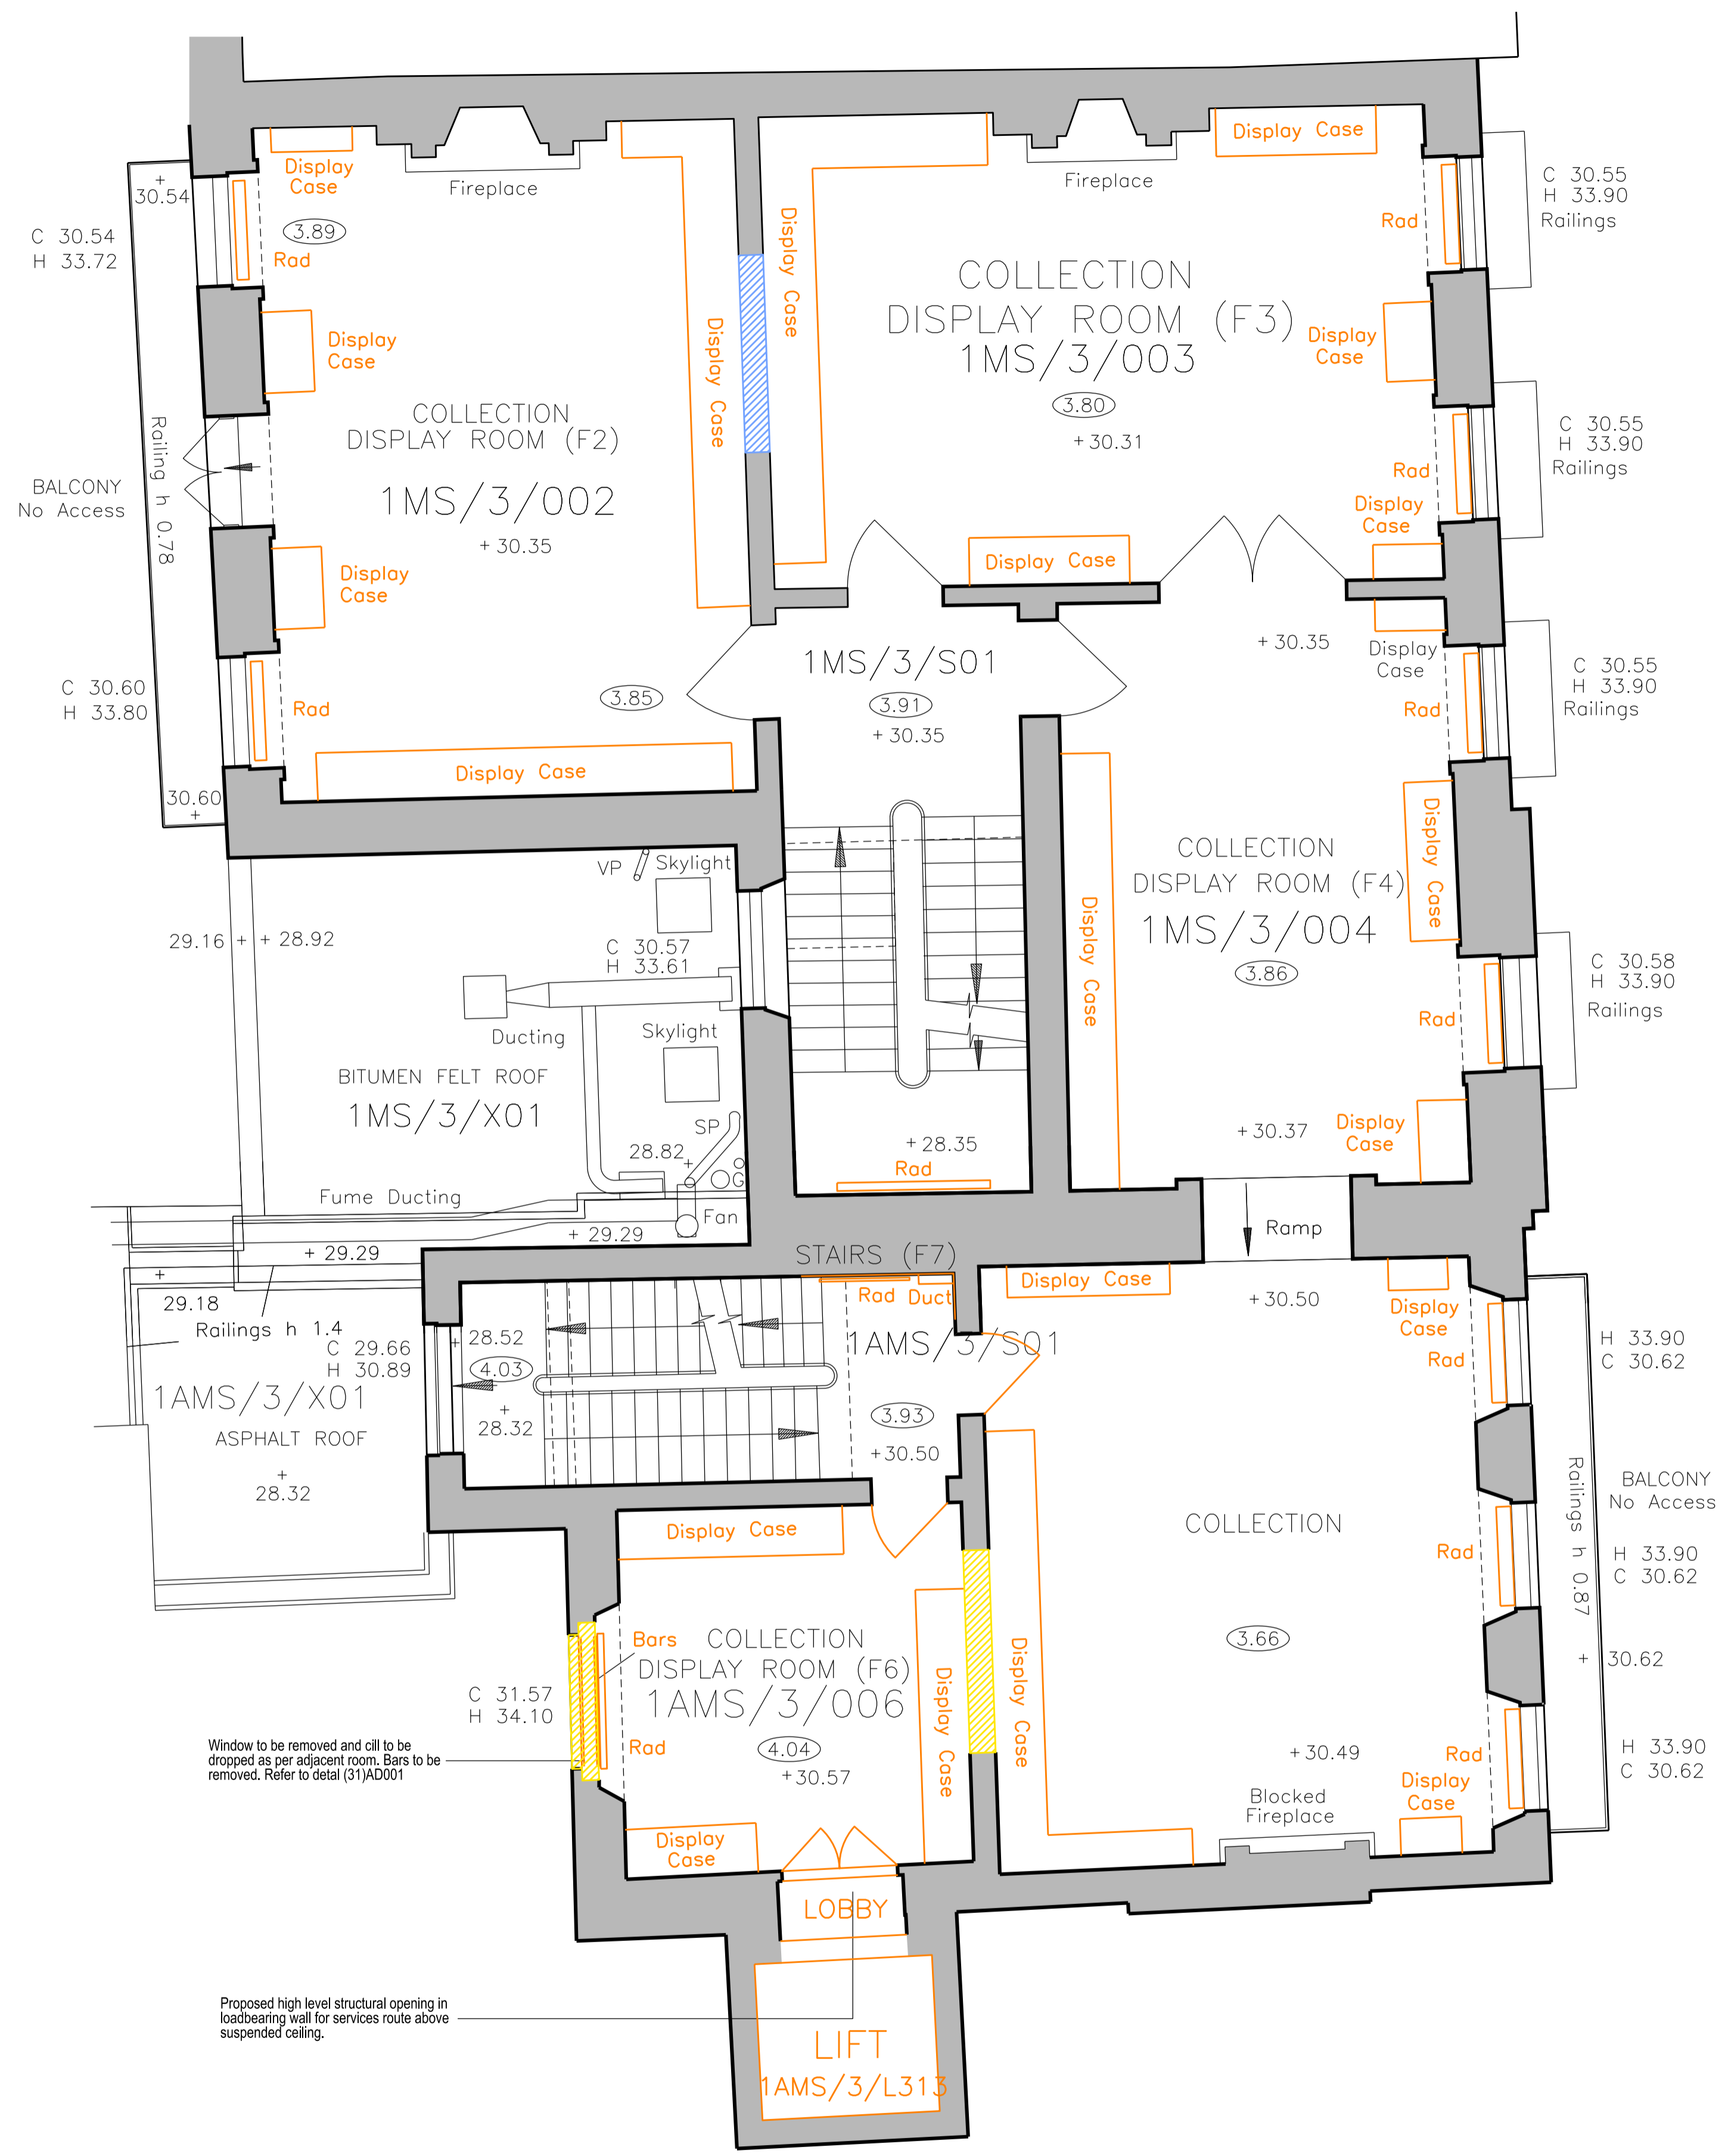 Display Case
Display
Case
Fireplace
Fireplace
+
30.54
3.89
Rad
C 30.54
H 33.72
Display Case
Display Case
C 30.55
H 33.90
Railings
Rad
COLLECTION
DISPLAY ROOM (F3)
1MS/3/003
3.80
+ 30.31
Display
Case
Display
Case
COLLECTION
DISPLAY ROOM (F2)
1MS/3/002
+ 30.35
Railing h 0.78
BALCONY
No Access
C 30.55
H 33.90
Railings
Rad
Display
Case
Display Case
Display
Case
1MS/3/S01
3.91
+ 30.35
+ 30.35
Display
Case
C 30.55
H 33.90
Railings
Rad
C 30.60
H 33.80
Rad
3.85
Display Case
30.60
+
VP
Skylight
29.16 + + 28.92
C 30.57
H 33.61
Ducting
Skylight
BITUMEN FELT ROOF
1MS/3/X01
SP
28.82 +
G
Fume Ducting
Fan
+ 29.29
+ 29.29
Display Case
COLLECTION
DISPLAY ROOM (F4)
1MS/3/004
3.86
Display Case
C 30.58
H 33.90
Railings
Rad
+ 28.35
Rad
+ 30.37
Display
Case
Ramp
STAIRS (F7)
Rad Duct
1AMS/3/S01
+
29.18
Railings h 1.4
C 29.66
H 30.89
+ 28.52
4.03
+
28.32
1AMS/3/X01
ASPHALT ROOF
+
28.32
3.93
+30.50
Display Case
+30.50
Display
Case
Rad
H 33.90
C 30.62
COLLECTION
Railings h 0.87
BALCONY
No Access
Rad
H 33.90
C 30.62
3.66
+ 30.62
Display Case
Display Case
Bars
COLLECTION
DISPLAY ROOM (F6)
1AMS/3/006
Display Case
C 31.57
H 34.10
Rad
4.04
+30.57
Window to be removed and cill to be
dropped as per adjacent room. Bars to be
removed. Refer to detal (31)AD001
+30.49
Rad
H 33.90
C 30.62
Blocked
Fireplace
Display
Case
Display
Case
LOBBY
Proposed high level structural opening in
loadbearing wall for services route above
suspended ceiling.
LIFT
1AMS/3/L313